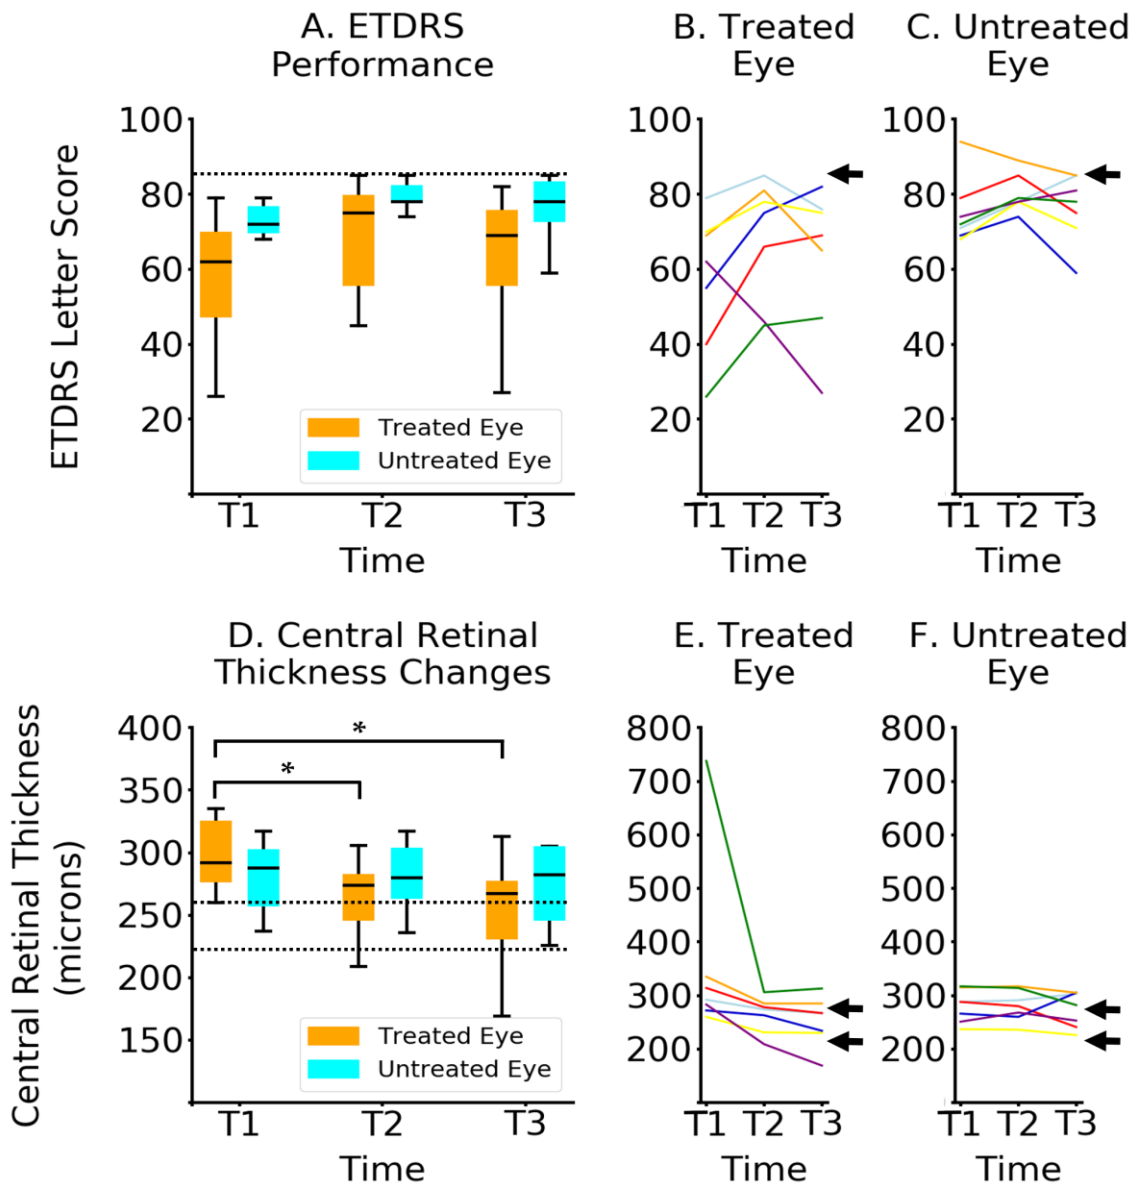 A. ETDRS
Performance
B. Treated
Eye
C. Untreated
Eye
ETDRS Letter Score
100
80
60
40
20
Treated Eye
Untreated Eye
T1 T2 T3
Time
100
80
60
40
20
T1 T2 T3
Time
100
80
60
40
20
T1 T2 T3
Time
D. Central Retinal
Thickness Changes
E. Treated
Eye
F. Untreated
Eye
Central Retinal Thickness
(microns)
400
350
300
250
200
150
*
*
Treated Eye
Untreated Eye
T1 T2 T3
Time
800
700
600
500
400
300
200
T1 T2 T3
Time
800
700
600
500
400
300
200
T1 T2 T3
Time